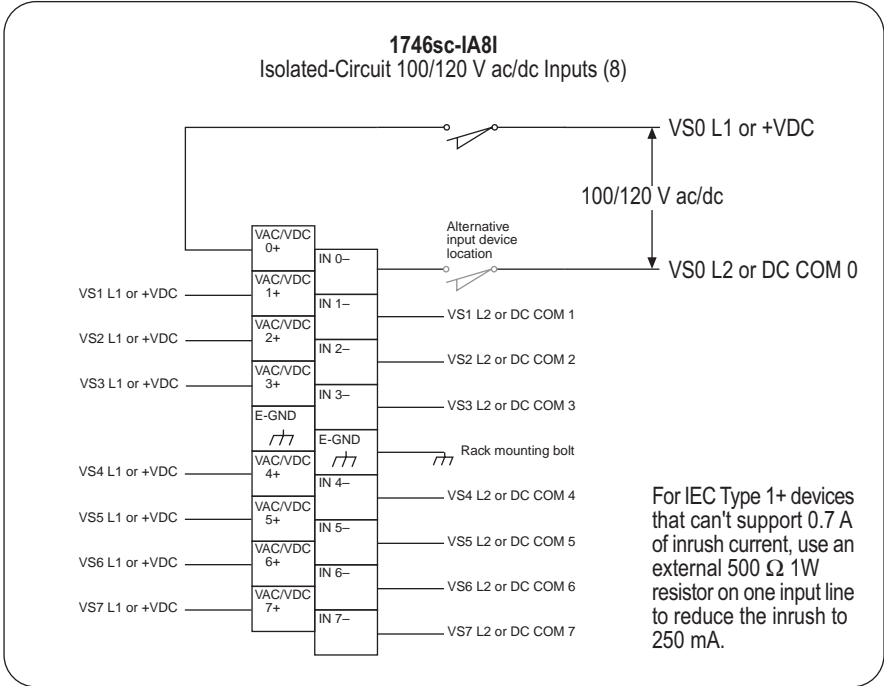 1746sc-IA8I
Isolated-Circuit 100/120 V ac/dc Inputs (8)
VS0 L1 or +VDC
100/120 V ac/dc
Alternative
input device
location
VS0 L2 or DC COM 0
VAC/VDC
0+
IN 0–
VS1 L1 or +VDC
VAC/VDC
1+
IN 1–
VS1 L2 or DC COM 1
VS2 L1 or +VDC
VAC/VDC
2+
IN 2–
VS2 L2 or DC COM 2
VS3 L1 or +VDC
VAC/VDC
3+
IN 3–
VS3 L2 or DC COM 3
E-GND
E-GND
Rack mounting bolt
VS4 L1 or +VDC
VAC/VDC
4+
IN 4–
VS4 L2 or DC COM 4
VS5 L1 or +VDC
VAC/VDC
5+
IN 5–
VS5 L2 or DC COM 5
VS6 L1 or +VDC
VAC/VDC
6+
IN 6–
VS6 L2 or DC COM 6
VS7 L1 or +VDC
VAC/VDC
7+
IN 7–
VS7 L2 or DC COM 7
For IEC Type 1+ devices
that can't support 0.7 A
of inrush current, use an
external 500 Ω 1W
resistor on one input line
to reduce the inrush to
250 mA.